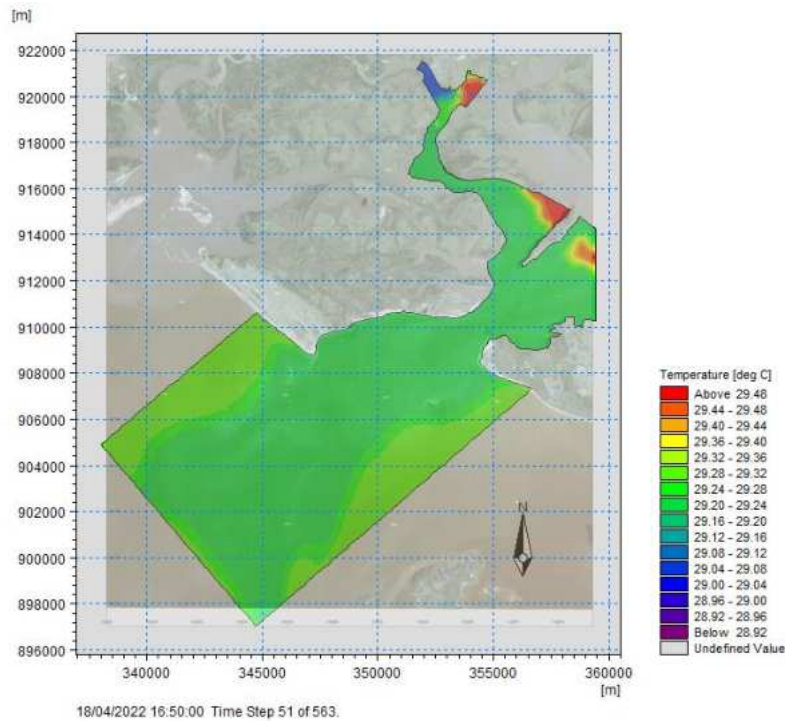 [m]
922000
920000
918000
916000
914000
912000
910000
908000
906000
904000
902000
900000
898000
896000
340000 345000 350000 355000 360000
[m]
N
Temperature [deg C]
Above 29.48
29.44 - 29.48
29.40 - 29.44
29.36 - 29.40
29.32 - 29.36
29.28 - 29.32
29.24 - 29.28
29.20 - 29.24
29.16 - 29.20
29.12 - 29.16
29.08 - 29.12
29.04 - 29.08
29.00 - 29.04
28.96 - 29.00
28.92 - 28.96
Below 28.92
Undefined Value
18/04/2022 16:50:00 Time Step 51 of 563.